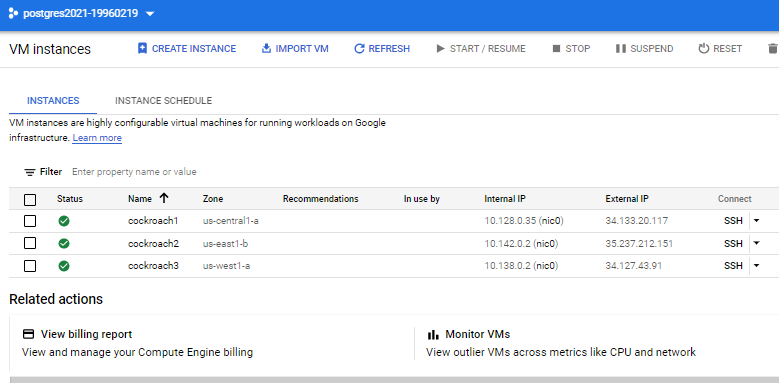 postgres2021-19960219
VM instances CREATE INSTANCE IMPORT VM REFRESH START / RESUME STOP SUSPEND RESET
INSTANCES INSTANCE SCHEDULE
VM instances are highly configurable virtual machines for running workloads on Google
infrastructure. Learn more
Filter Enter property name or value
Status Name Zone Recommendations In use by Internal IP External IP Connect
cockroach1 us-central1-a 10.128.0.35 (nic0) 34.133.20.117 SSH
cockroach2 us-east1-b 10.142.0.2 (nic0) 35.237.212.151 SSH
cockroach3 us-west1-a 10.138.0.2 (nic0) 34.127.43.91 SSH
Related actions
View billing report Monitor VMs
View and manage your Compute Engine billing View outlier VMs across metrics like CPU and network